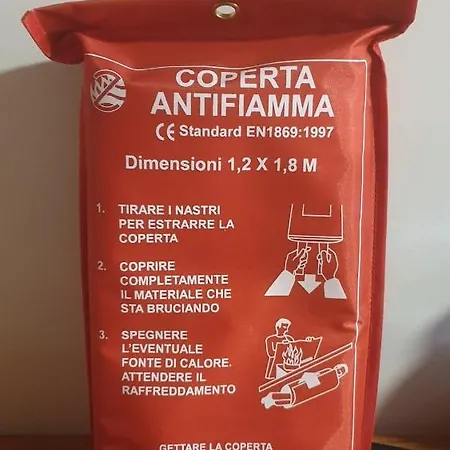 COPERTA
ANTIFIAMMA
CE Standard EN1869:1997
Dimensioni 1,2 X 1,8 M
1. TIRARE I NASTRI
PER ESTRARRE LA
COPERTA
2. COPRIRE
COMPLETAMENTE
IL MATERIALE CHE
STA BRUCIANDO
3. SPEGNERE
L'EVENTUALE
FONTE DI CALORE.
ATTENDERE IL
RAFFREDDAMENTO
GETTARE LA COPERTA